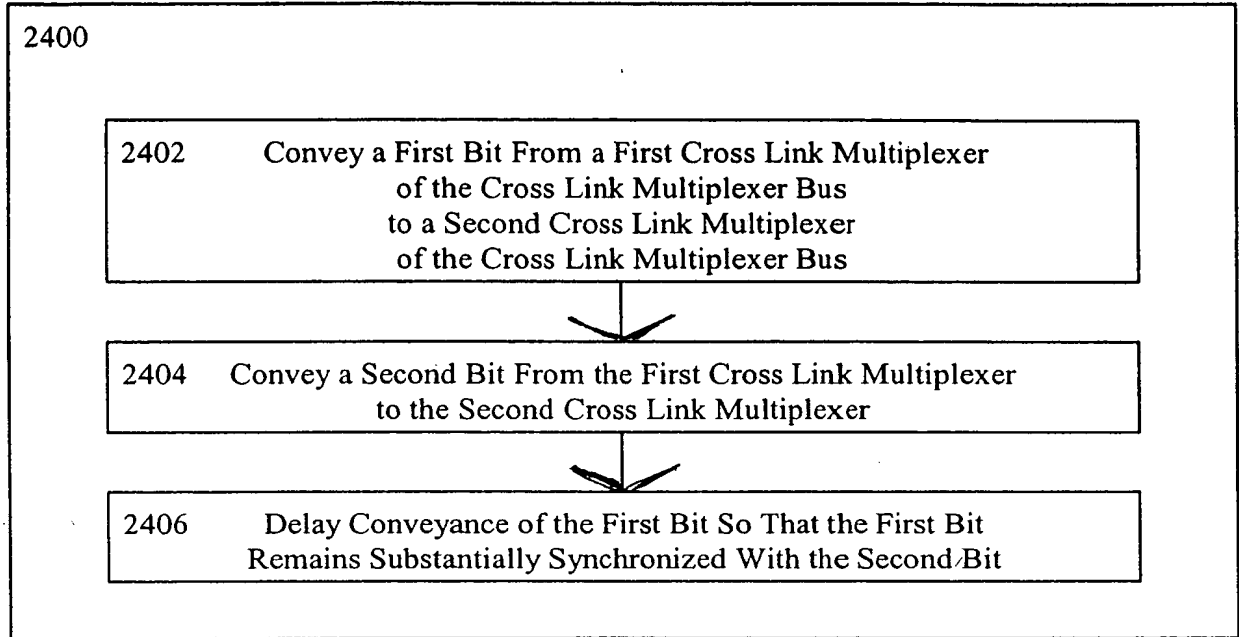 2400
2402 Convey a First Bit From a First Cross Link Multiplexer
of the Cross Link Multiplexer Bus
to a Second Cross Link Multiplexer
of the Cross Link Multiplexer Bus
2404 Convey a Second Bit From the First Cross Link Multiplexer
to the Second Cross Link Multiplexer
2406 Delay Conveyance of the First Bit So That the First Bit
Remains Substantially Synchronized With the Second Bit